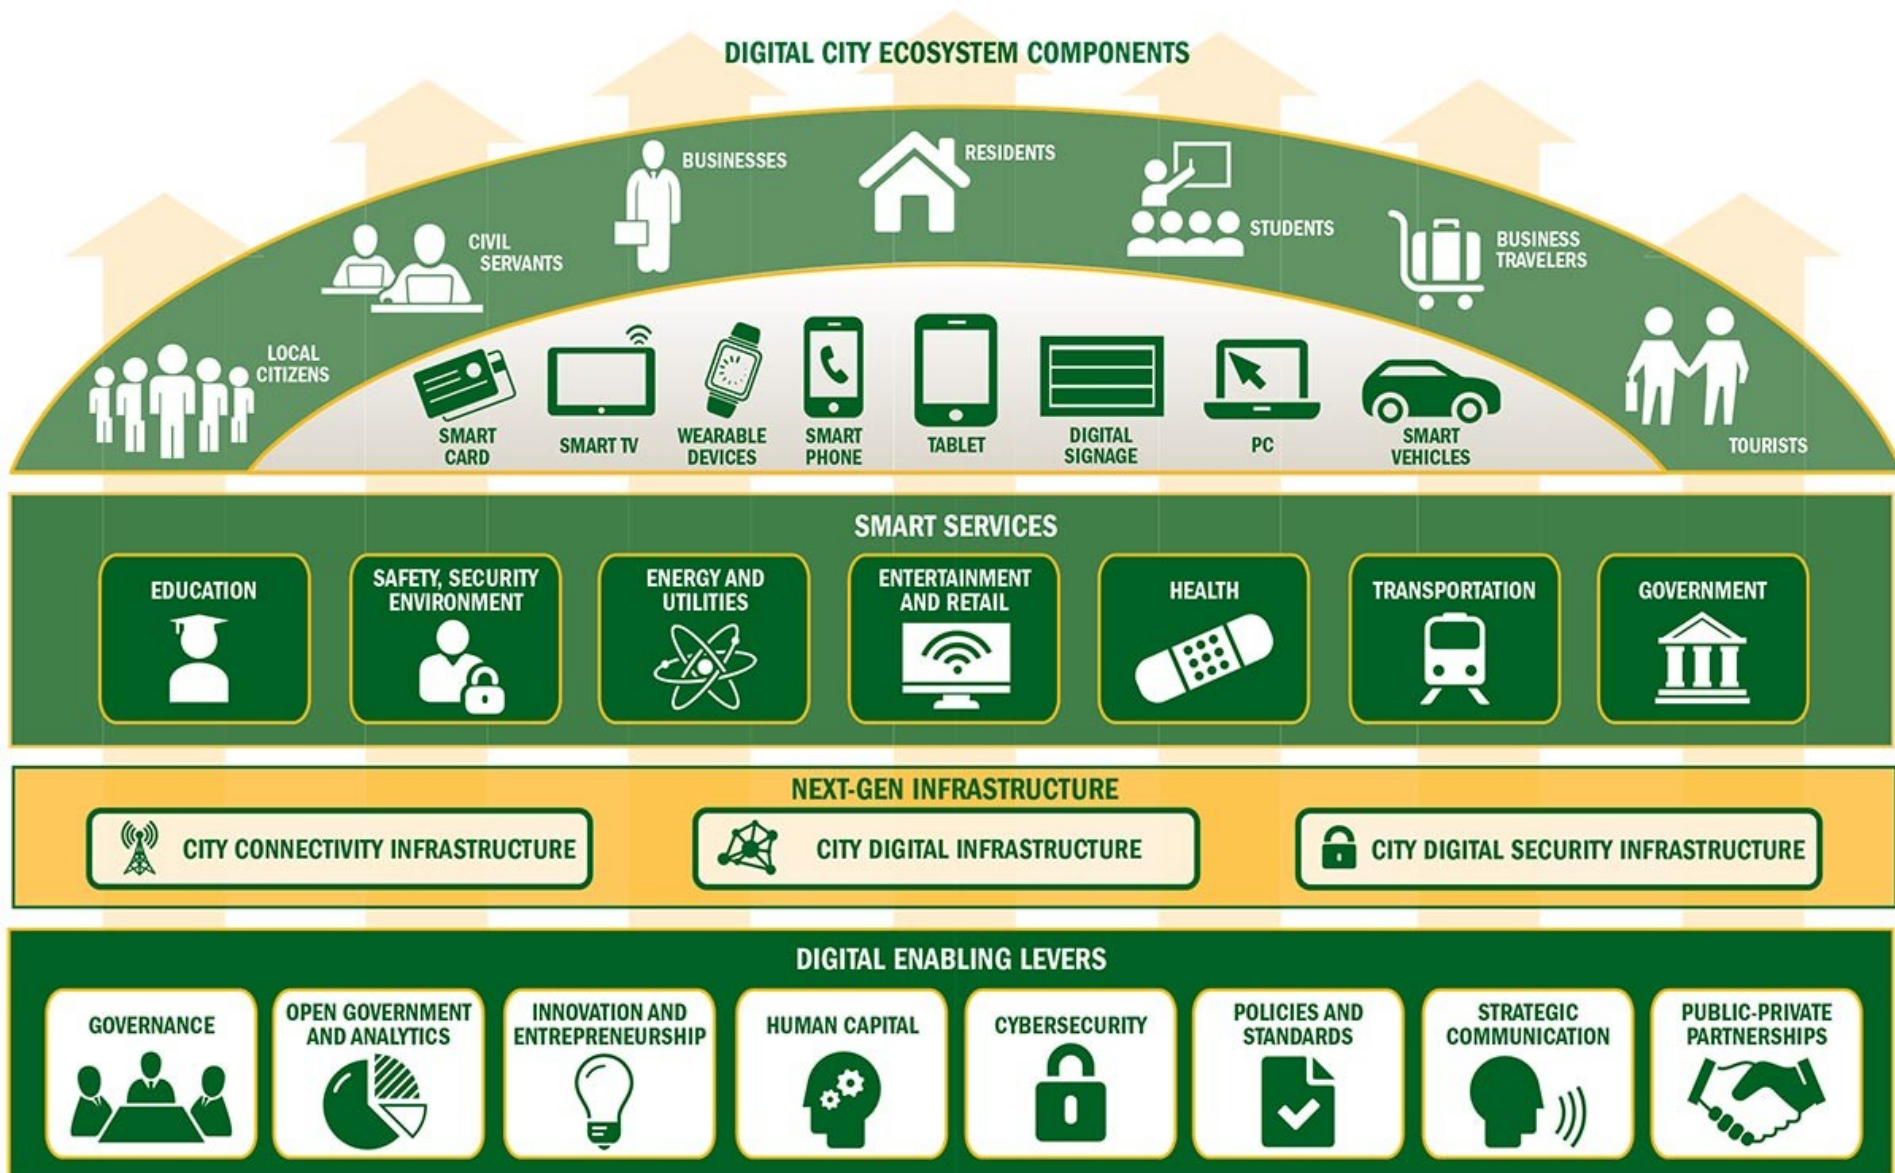 DIGITAL CITY ECOSYSTEM COMPONENTS
LOCAL
CITIZENS
CIVIL
SERVANTS
BUSINESSES
RESIDENTS
STUDENTS
BUSINESS
TRAVELERS
TOURISTS
SMART
CARD
SMART TV
WEARABLE
DEVICES
SMART
PHONE
TABLET
DIGITAL
SIGNAGE
PC
SMART
VEHICLES
SMART SERVICES
EDUCATION
SAFETY, SECURITY
ENVIRONMENT
ENERGY AND
UTILITIES
ENTERTAINMENT
AND RETAIL
HEALTH
TRANSPORTATION
GOVERNMENT
NEXT-GEN INFRASTRUCTURE
CITY CONNECTIVITY INFRASTRUCTURE
CITY DIGITAL INFRASTRUCTURE
CITY DIGITAL SECURITY INFRASTRUCTURE
DIGITAL ENABLING LEVERS
GOVERNANCE
OPEN GOVERNMENT
AND ANALYTICS
INNOVATION AND
ENTREPRENEURSHIP
HUMAN CAPITAL
CYBERSECURITY
POLICIES AND
STANDARDS
STRATEGIC
COMMUNICATION
PUBLIC-PRIVATE
PARTNERSHIPS